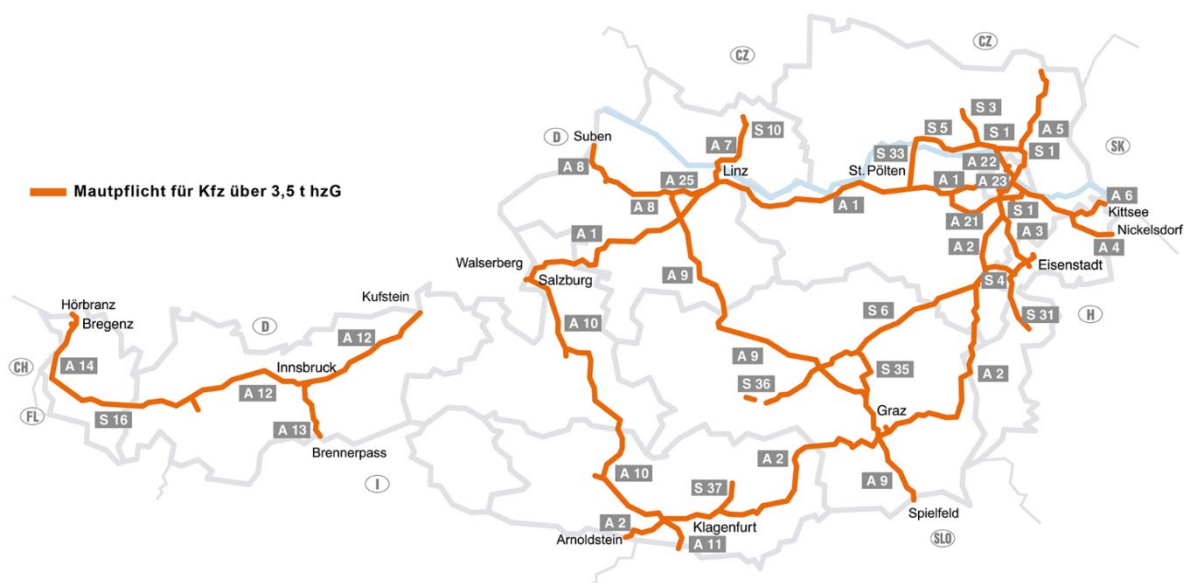 CZ
CZ
S 3
S 10
A 5
S 5
S 1
D
Suben
A 7
S 33
S 1
SK
A 22
A 8
Linz
St. Pölten
A 25
A 1
A 23
A 6
Mautpflicht für Kfz über 3,5 t hzG
A 8
A 1
S 1
Kittsee
A 21
A 3
Nickelsdorf
A 1
A 2
A 4
Walserberg
Eisenstadt
Salzburg
A 9
S 4
Kufstein
Hörbranz
S 6
S 31
H
Bregenz
D
A 10
A 12
A 9
CH
A 14
Innsbruck
S 35
A 2
S 36
A 12
FL
S 16
Graz
A 13
Brennerpass
A 2
A 10
A 9
I
S 37
Spielfeld
A 2
Klagenfurt
Arnoldstein
SLO
A 11